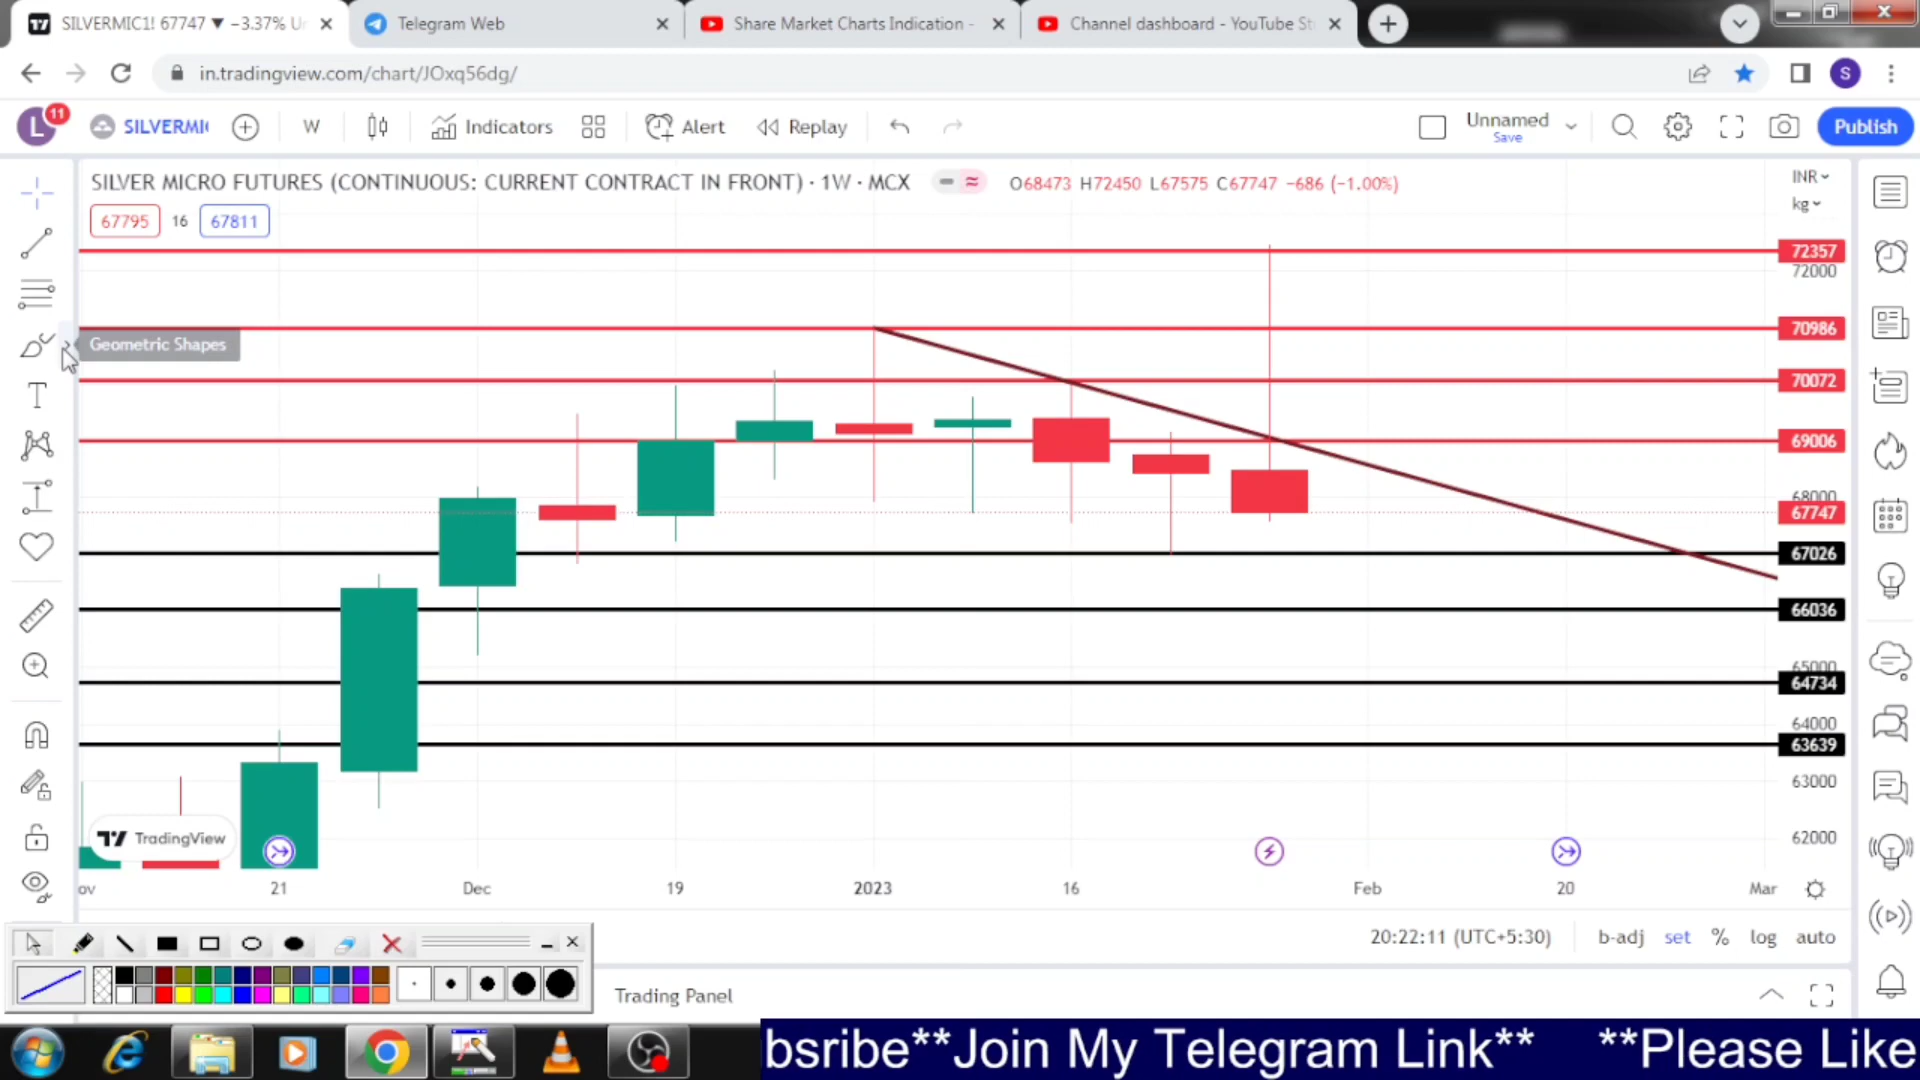 SILVERMIC1! 67747 ▼ −3.37% Un
Telegram Web
Share Market Charts Indication -
Channel dashboard - YouTube St
in.tradingview.com/chart/JOxq56dg/
S
L
11
SILVERMI
W
Indicators
Alert
Replay
Unnamed
Save
Publish
SILVER MICRO FUTURES (CONTINUOUS: CURRENT CONTRACT IN FRONT) · 1W · MCX
O68473 H72450 L67575 C67747 −686 (−1.00%)
INR
kg
67795
16
67811
72357
72000
Geometric Shapes
70986
70072
69006
68000
67747
67026
66036
65000
64734
64000
63639
63000
62000
TradingView
ov
21
Dec
19
2023
16
Feb
20
Mar
20:22:11 (UTC+5:30)
b-adj
set
%
log
auto
Trading Panel
bsribe**Join My Telegram Link** **Please Like